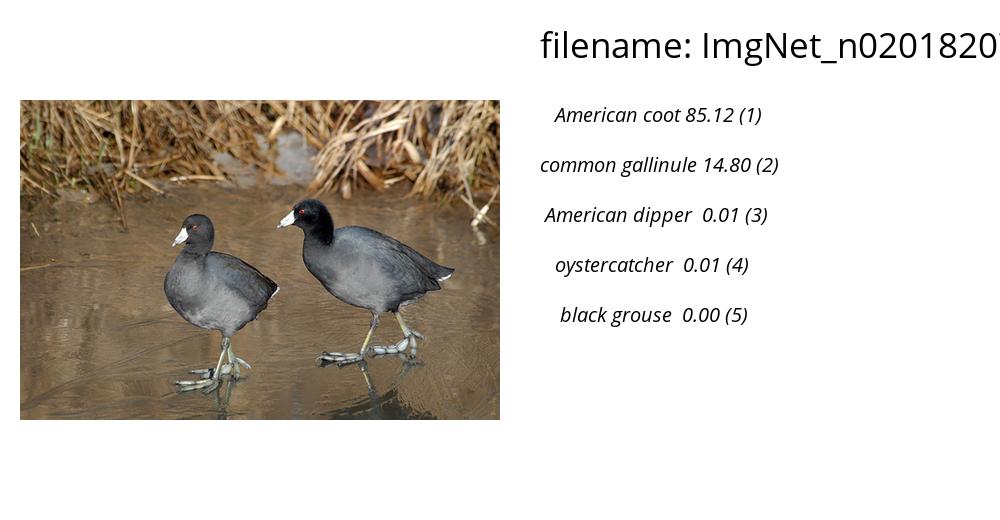 filename: ImgNet_n0201820
American coot 85.12 (1)
common gallinule 14.80 (2)
American dipper 0.01 (3)
oystercatcher 0.01 (4)
black grouse 0.00 (5)